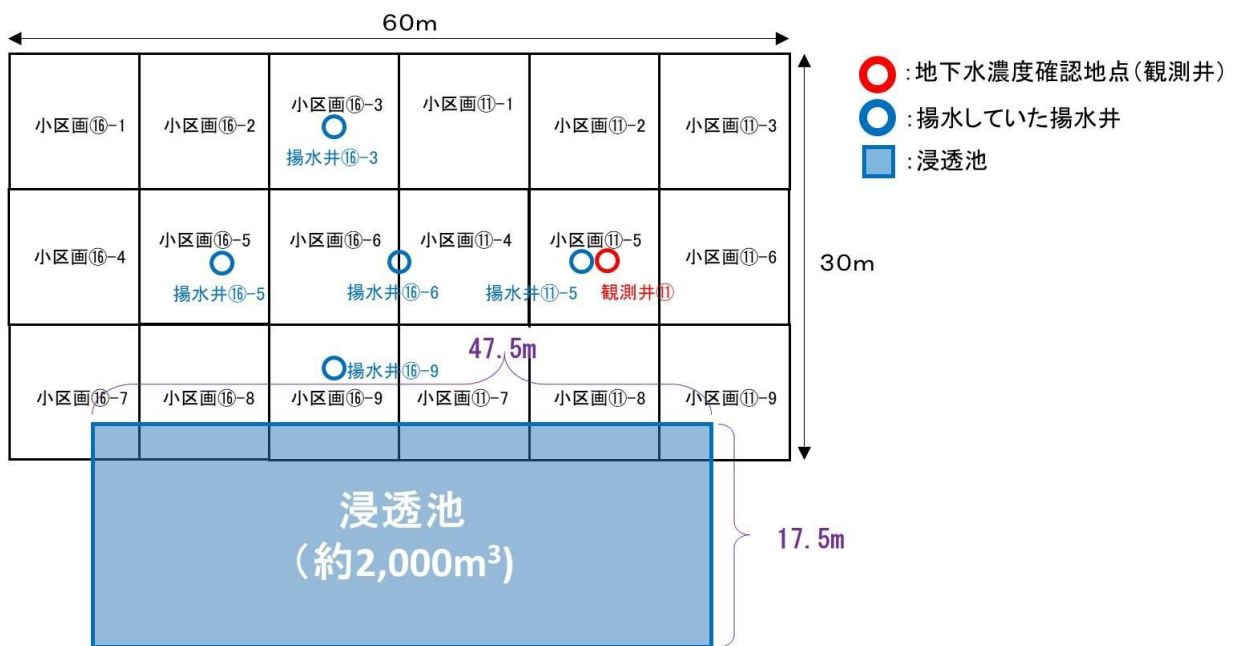 60m
小区画⑯-1
小区画⑯-2
小区画⑯-3
小区画⑪-1
小区画⑪-2
小区画⑪-3
揚水井⑯-3
小区画⑯-4
小区画⑯-5
小区画⑯-6
小区画⑪-4
小区画⑪-5
小区画⑪-6
揚水井⑯-5
揚水井⑯-6
揚水井⑪-5
観測井⑪
30m
47.5m
揚水井⑯-9
小区画⑯-7
小区画⑯-8
小区画⑯-9
小区画⑪-7
小区画⑪-8
小区画⑪-9
浸透池
(約2,000m³)
17.5m
:地下水濃度確認地点(観測井)
:揚水していた揚水井
:浸透池